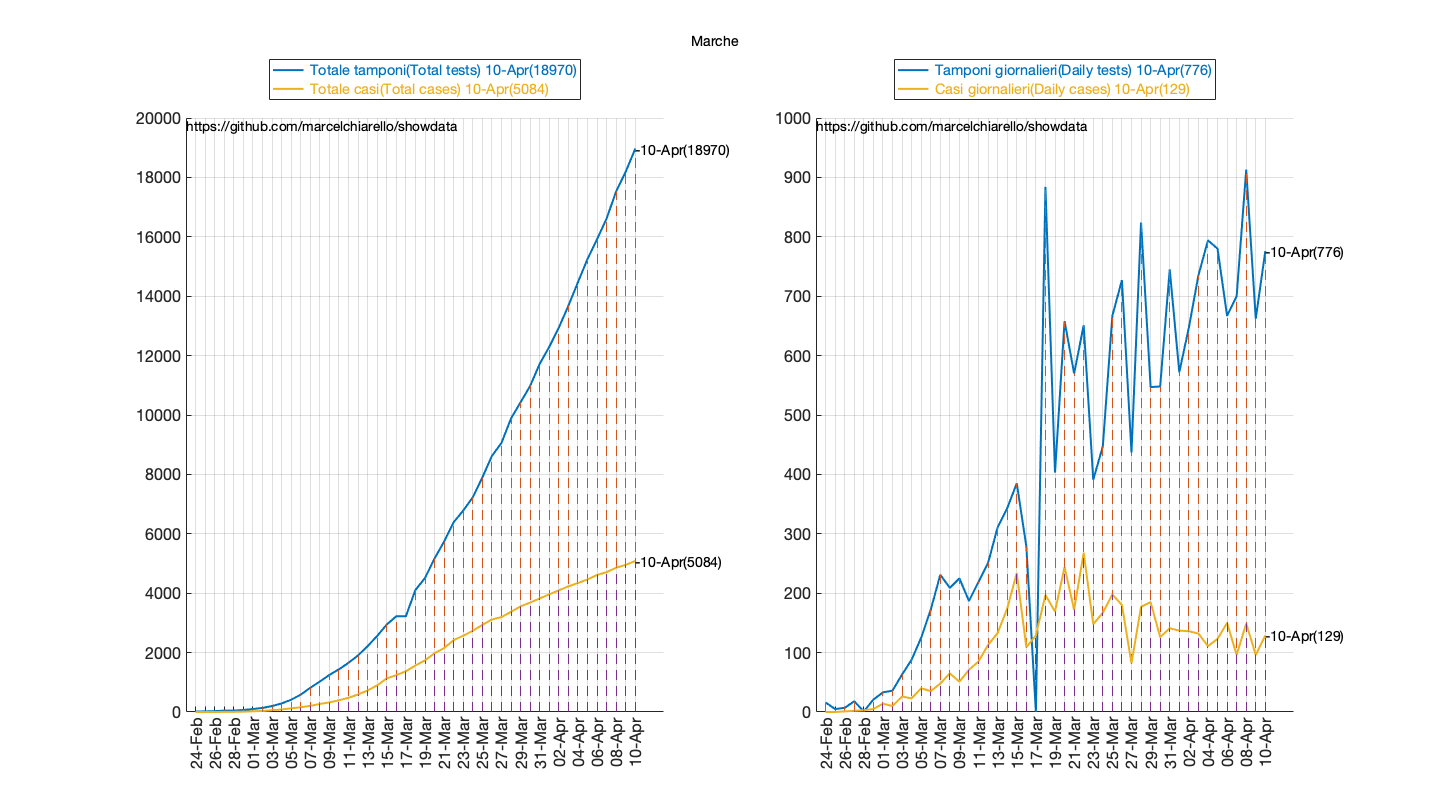 Marche
Totale tamponi(Total tests) 10-Apr(18970)
Totale casi(Total cases) 10-Apr(5084)
20000
https://github.com/marcelchiarello/showdata
10-Apr(18970)
18000
16000
14000
12000
10000
8000
6000
10-Apr(5084)
4000
2000
0
24-Feb
26-Feb
28-Feb
01-Mar
03-Mar
05-Mar
07-Mar
09-Mar
11-Mar
13-Mar
15-Mar
17-Mar
19-Mar
21-Mar
23-Mar
25-Mar
27-Mar
29-Mar
31-Mar
02-Apr
04-Apr
06-Apr
08-Apr
10-Apr
Tamponi giornalieri(Daily tests) 10-Apr(776)
Casi giornalieri(Daily cases) 10-Apr(129)
1000
https://github.com/marcelchiarello/showdata
900
800
10-Apr(776)
700
600
500
400
300
200
10-Apr(129)
100
0
24-Feb
26-Feb
28-Feb
01-Mar
03-Mar
05-Mar
07-Mar
09-Mar
11-Mar
13-Mar
15-Mar
17-Mar
19-Mar
21-Mar
23-Mar
25-Mar
27-Mar
29-Mar
31-Mar
02-Apr
04-Apr
06-Apr
08-Apr
10-Apr